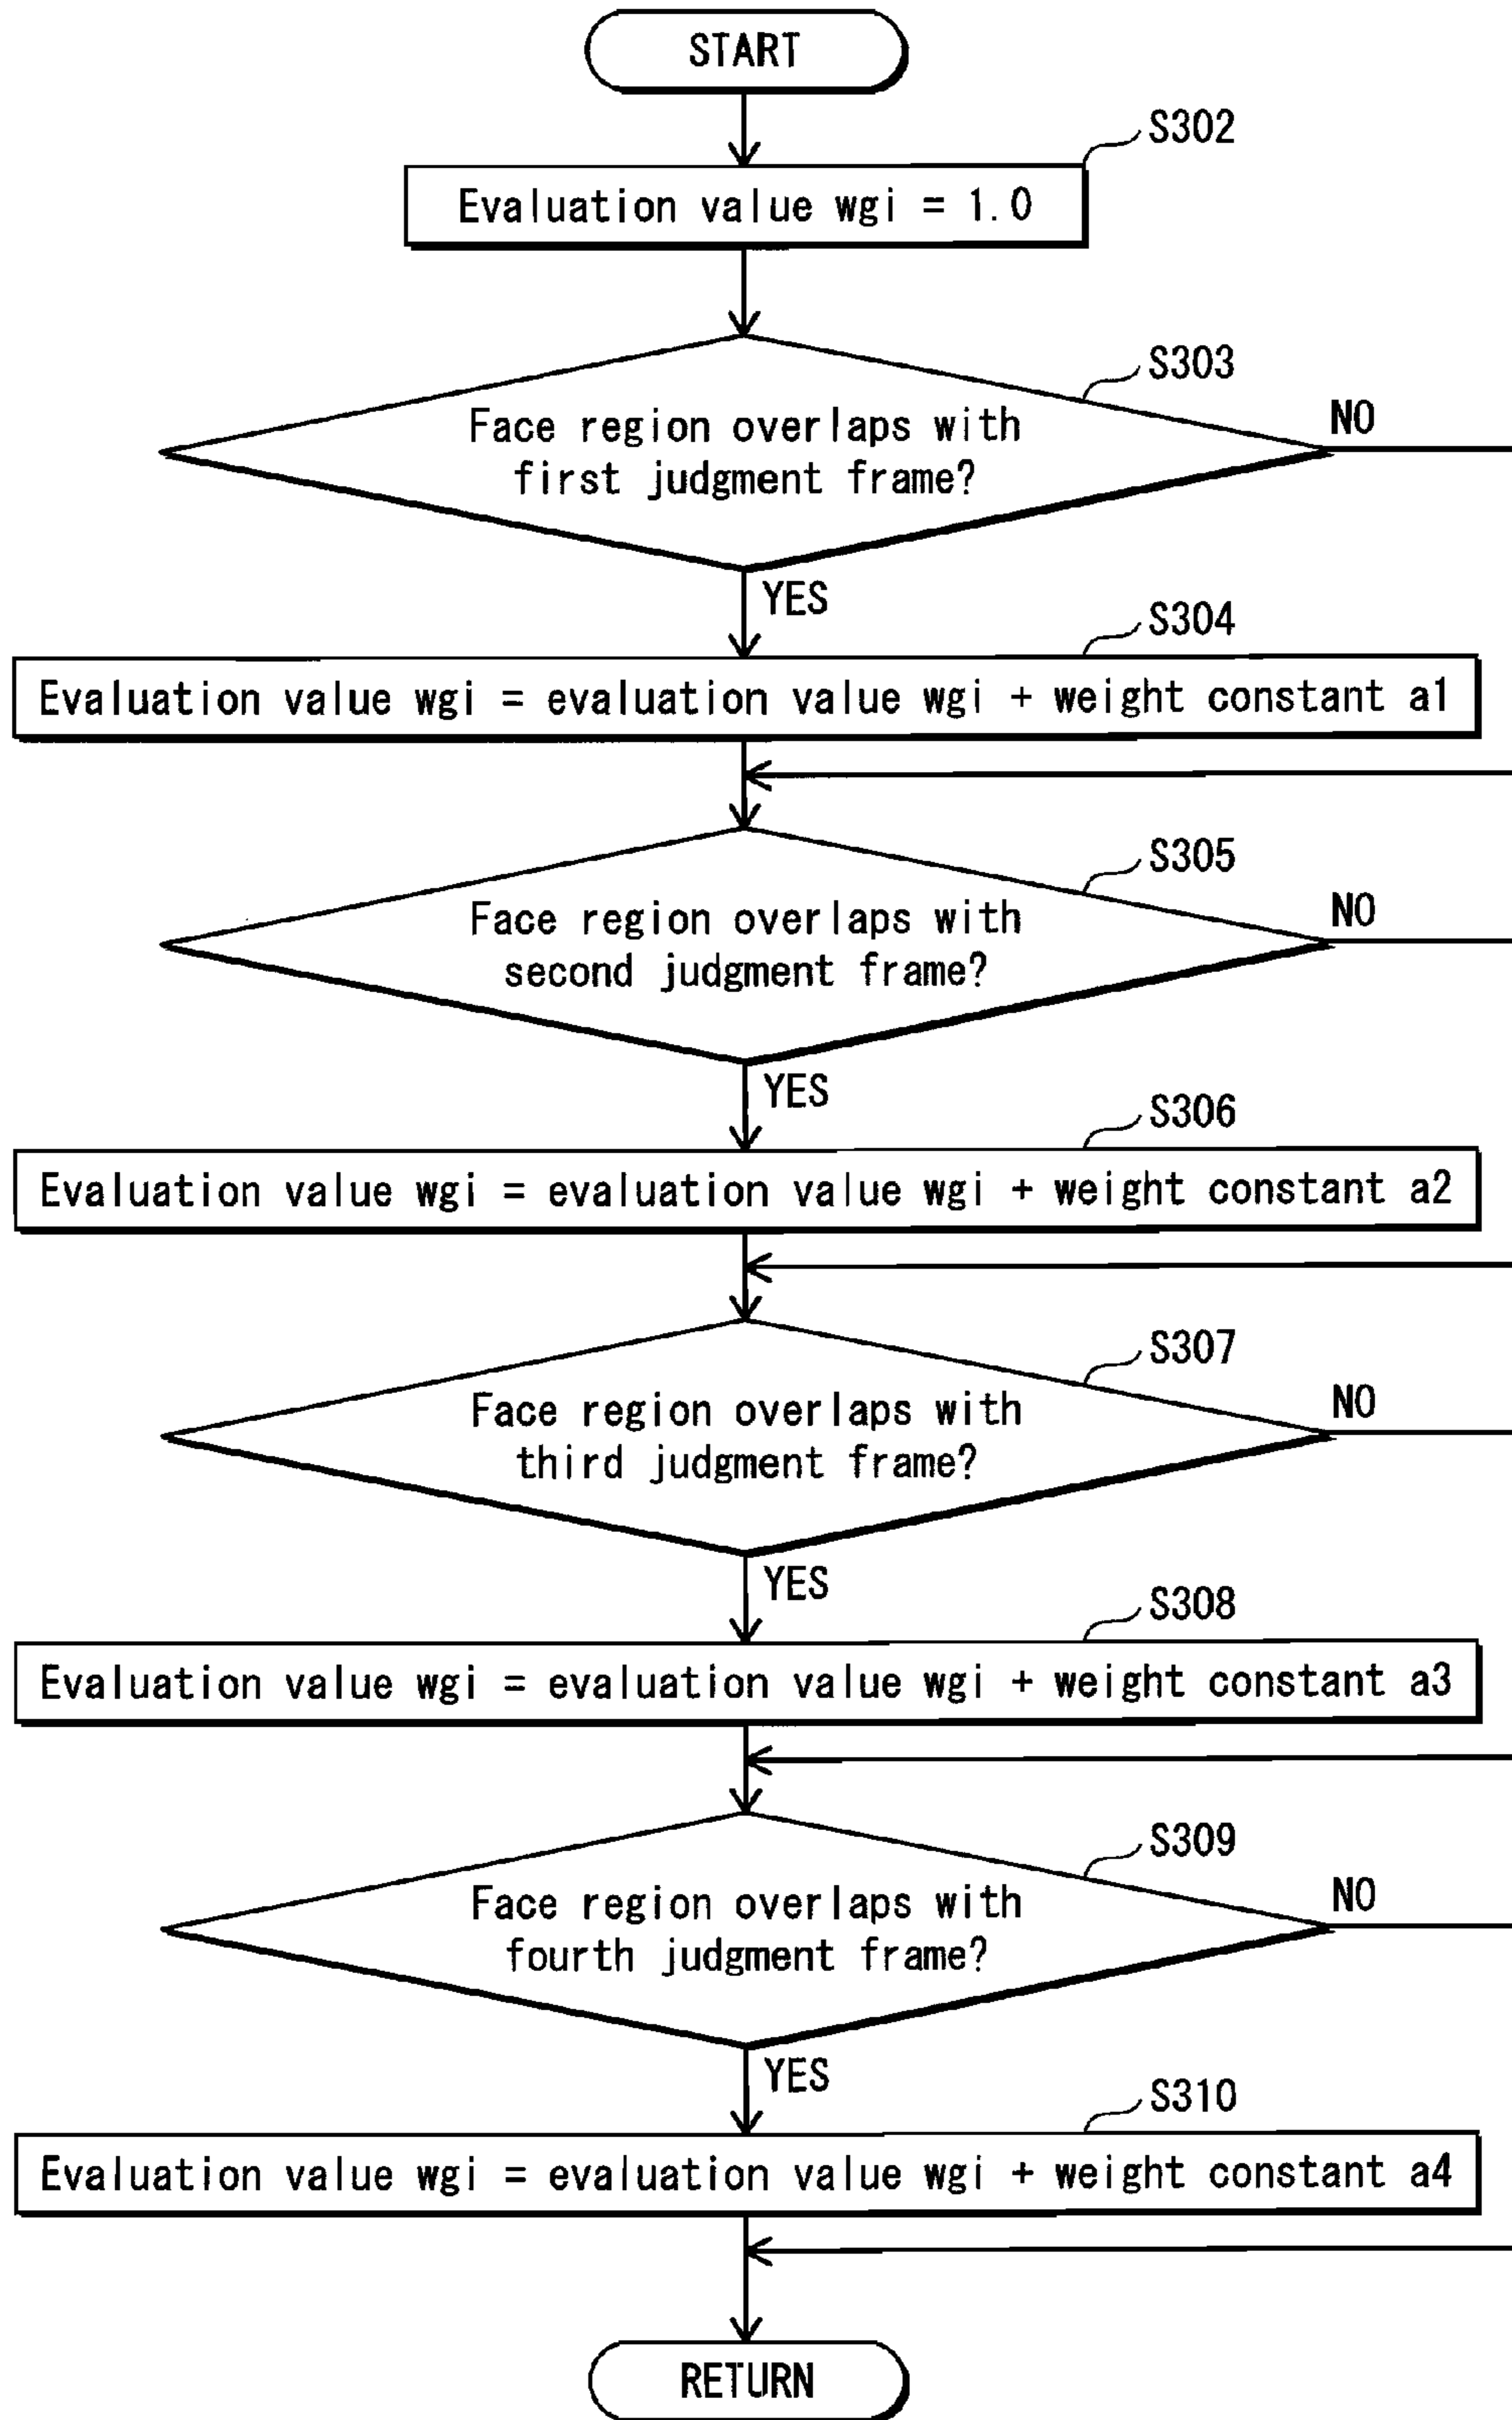 START
S302
Evaluation value wgi = 1.0
S303
Face region overlaps with
first judgment frame?
NO
YES
S304
Evaluation value wgi = evaluation value wgi + weight constant a1
S305
Face region overlaps with
second judgment frame?
NO
YES
S306
Evaluation value wgi = evaluation value wgi + weight constant a2
S307
Face region overlaps with
third judgment frame?
NO
YES
S308
Evaluation value wgi = evaluation value wgi + weight constant a3
S309
Face region overlaps with
fourth judgment frame?
NO
YES
S310
Evaluation value wgi = evaluation value wgi + weight constant a4
RETURN